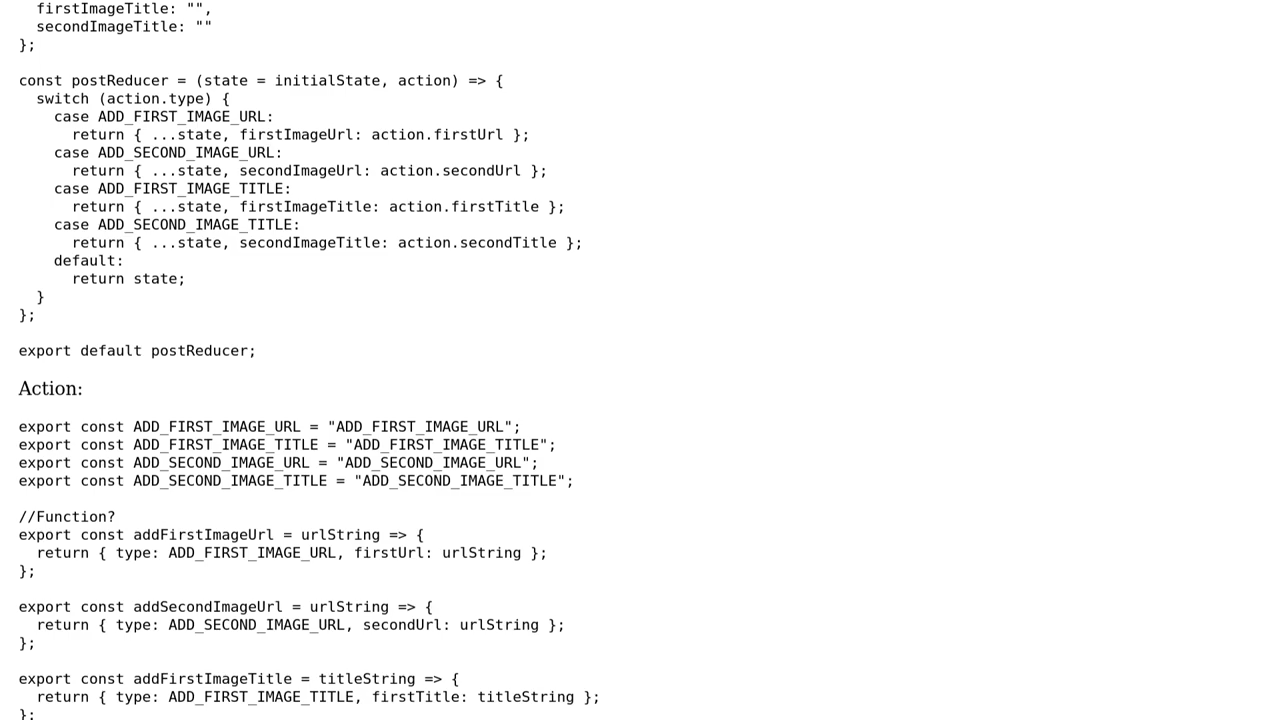 firstImageTitle: "",
  secondImageTitle: ""
};

const postReducer = (state = initialState, action) => {
  switch (action.type) {
    case ADD_FIRST_IMAGE_URL:
      return { ...state, firstImageUrl: action.firstUrl };
    case ADD_SECOND_IMAGE_URL:
      return { ...state, secondImageUrl: action.secondUrl };
    case ADD_FIRST_IMAGE_TITLE:
      return { ...state, firstImageTitle: action.firstTitle };
    case ADD_SECOND_IMAGE_TITLE:
      return { ...state, secondImageTitle: action.secondTitle };
    default:
      return state;
  }
};

export default postReducer;

Action:

export const ADD_FIRST_IMAGE_URL = "ADD_FIRST_IMAGE_URL";
export const ADD_FIRST_IMAGE_TITLE = "ADD_FIRST_IMAGE_TITLE";
export const ADD_SECOND_IMAGE_URL = "ADD_SECOND_IMAGE_URL";
export const ADD_SECOND_IMAGE_TITLE = "ADD_SECOND_IMAGE_TITLE";

//Function?
export const addFirstImageUrl = urlString => {
  return { type: ADD_FIRST_IMAGE_URL, firstUrl: urlString };
};

export const addSecondImageUrl = urlString => {
  return { type: ADD_SECOND_IMAGE_URL, secondUrl: urlString };
};

export const addFirstImageTitle = titleString => {
  return { type: ADD_FIRST_IMAGE_TITLE, firstTitle: titleString };
};